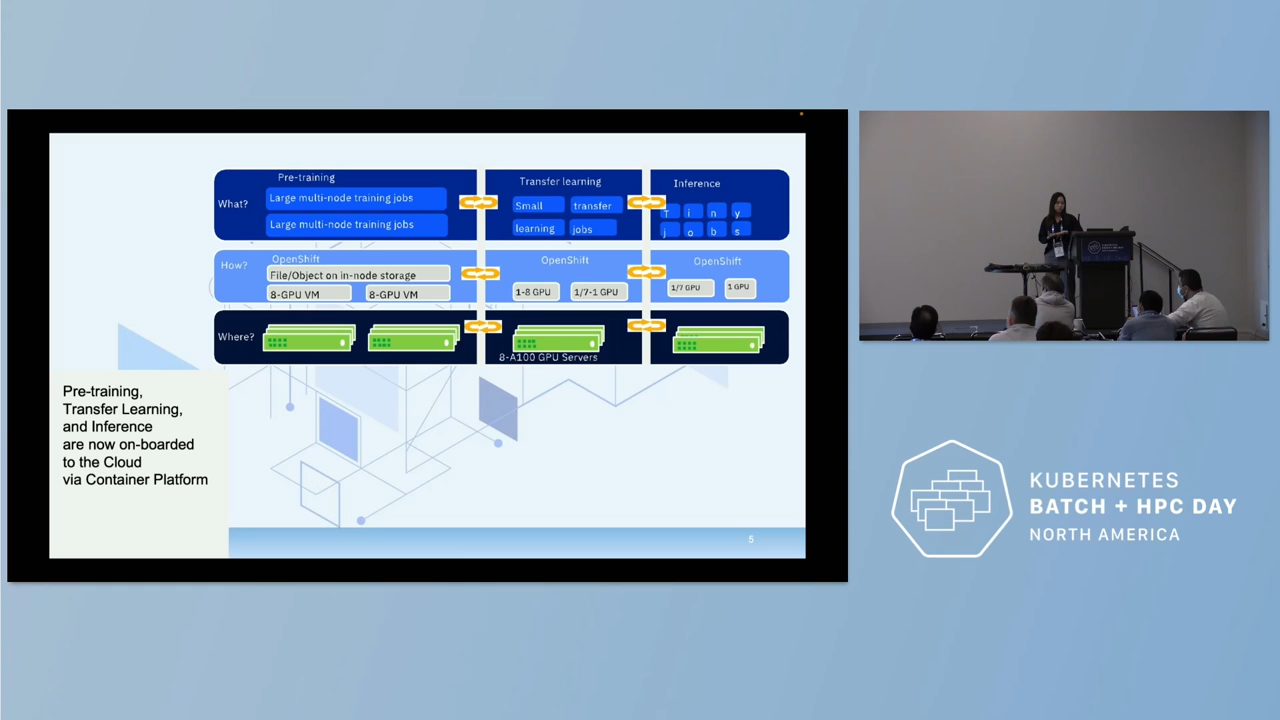 Pre-training
Transfer learning
Inference
What?
Large multi-node training jobs
Large multi-node training jobs
Small
transfer
learning
jobs
T i n y
j o b s
How?
OpenShift
OpenShift
OpenShift
File/Object on in-node storage
8-GPU VM
8-GPU VM
1-8 GPU
1/7-1 GPU
1/7 GPU
1 GPU
Where?
8-A100 GPU Servers
Pre-training,
Transfer Learning,
and Inference
are now on-boarded
to the Cloud
via Container Platform
5
KUBERNETES
BATCH + HPC DAY
NORTH AMERICA